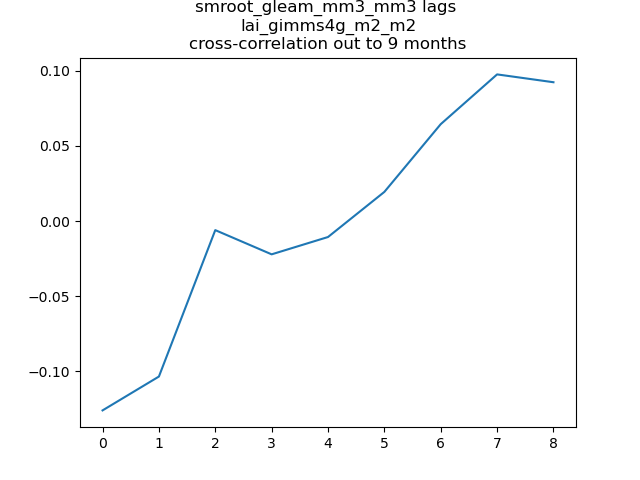 smroot_gleam_mm3_mm3 lags
lai_gimms4g_m2_m2
cross-correlation out to 9 months
0.10
0.05
0.00
−0.05
−0.10
0 1 2 3 4 5 6 7 8